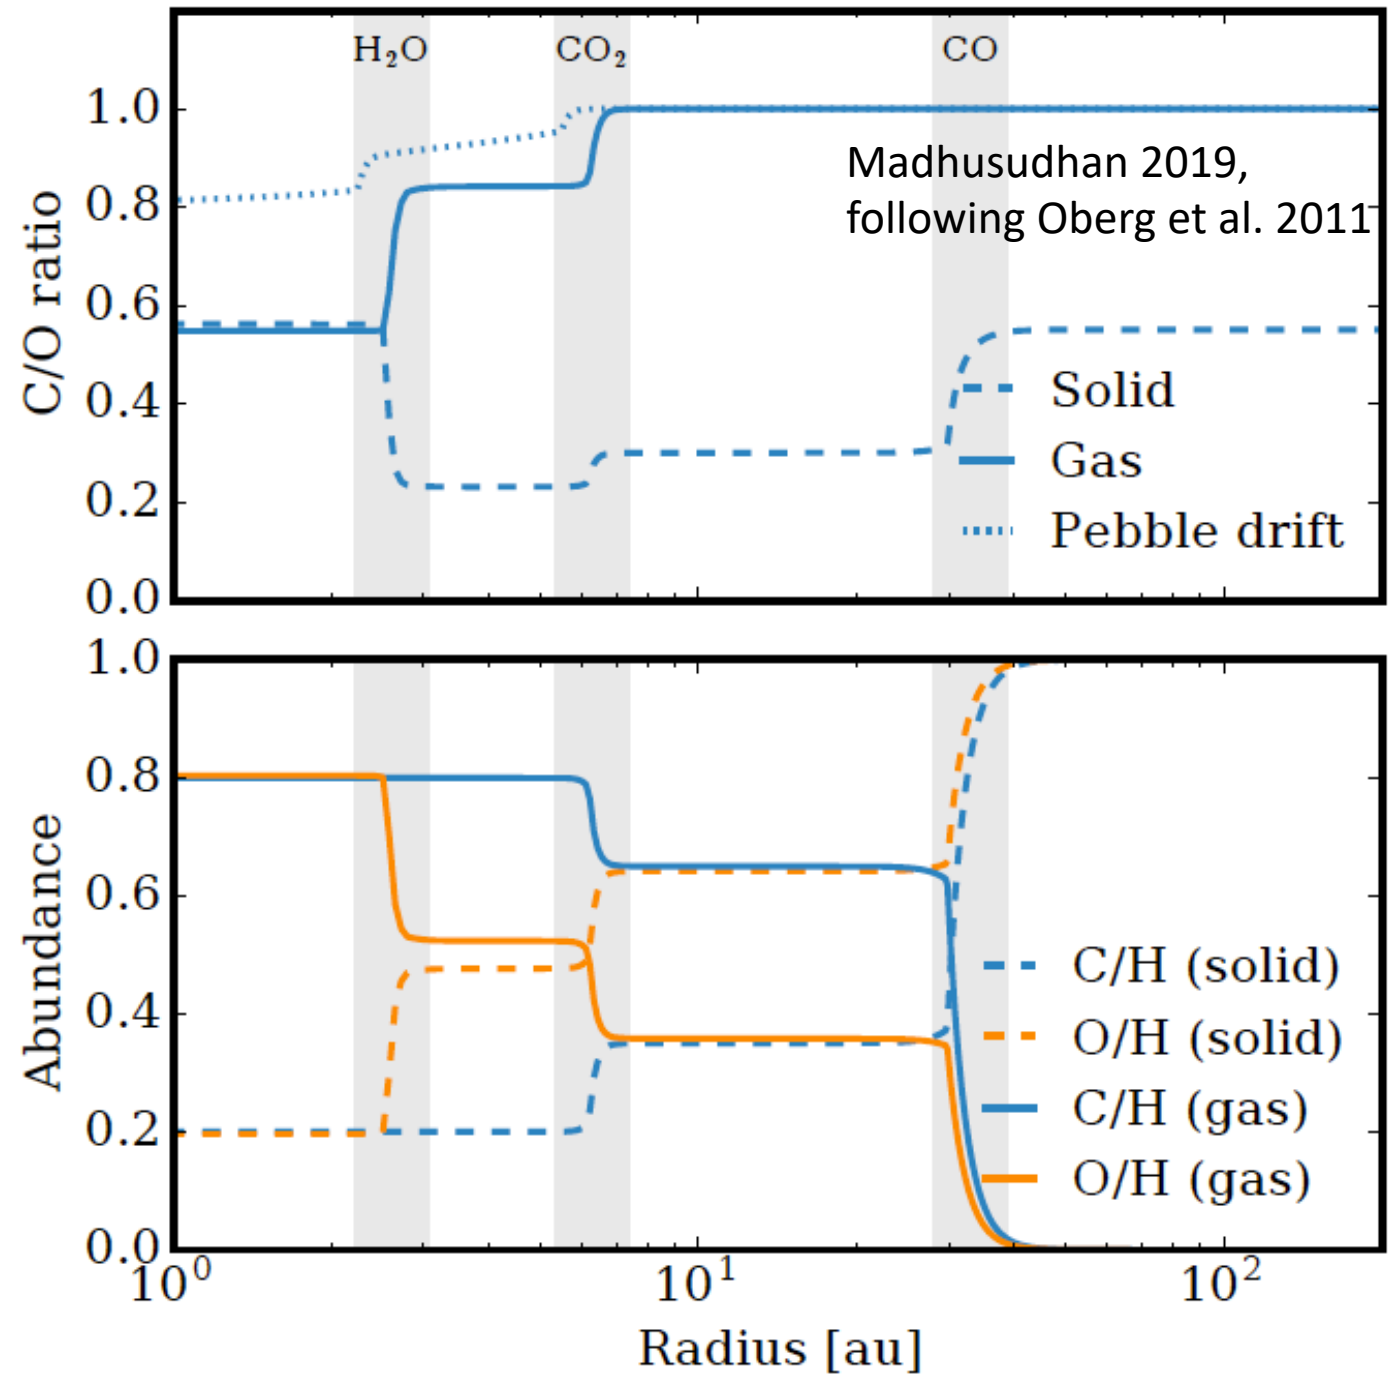 H₂O CO₂ CO
1.0
0.8
0.6
0.4
0.2
0.0
C/O ratio
Madhusudhan 2019,
following Oberg et al. 2011
Solid
Gas
Pebble drift
1.0
0.8
0.6
0.4
0.2
0.0
Abundance
C/H (solid)
O/H (solid)
C/H (gas)
O/H (gas)
10⁰ 10¹ 10²
Radius [au]